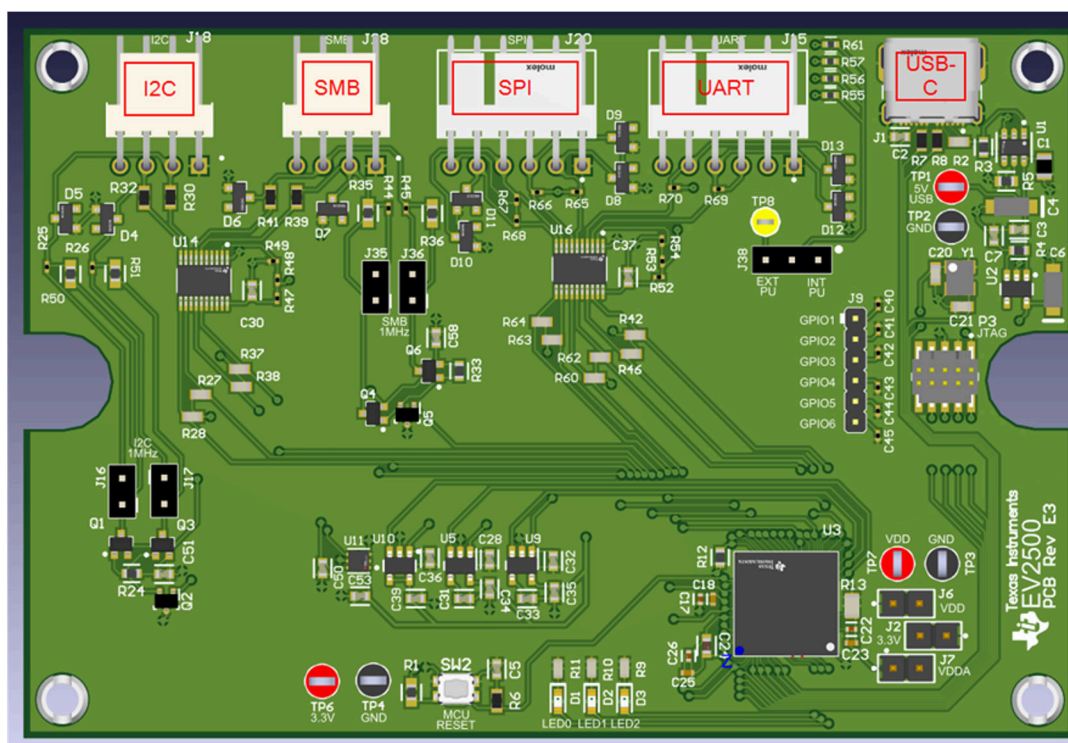 I2C
J18
SMB
J28
SPI
J20
UART
J15
R61
R57
R56
R55
I2C
SMB
SPI
molex
UART
molex
USB-
C
J1
C2
R7
R8
R2
R3
U1
C1
R5
TP1
5V
USB
TP2
GND
C4
C3
R4
C7
U2
C6
C20
Y1
C21
P3
JTAG
D5
R32
R30
R25
R26
D4
D6
R41
R39
R35
D7
R44
R45
R36
D11
D10
R67
R68
R66
R65
D9
D8
R70
R69
D13
D12
TP8
U14
R50
R51
R49
R48
R47
C30
J35
J36
SMB
1MHz
U16
C37
R53
R54
R52
J38
EXT
PU
INT
PU
J9
GPIO1
GPIO2
GPIO3
GPIO4
GPIO5
GPIO6
C40
C41
C42
C43
C44
C45
C58
Q6
R33
Q4
Q5
R64
R63
R62
R60
R42
R46
R37
R38
R27
R28
I2C
1MHz
J16
J17
Q1
Q3
C51
R24
Q2
U11
U10
U5
C28
U9
C32
C50
C53
C36
C39
C31
C34
C33
C35
U3
R12
Texas
Instruments
C18
C17
C26
C25
R13
C22
C23
VDD
TP7
GND
TP3
J6
VDD
J2
3.3V
J7
VDDA
Texas Instruments
EV2500
PCB Rev E3
TP6
3.3V
TP4
GND
R1
SW2
MCU
RESET
C5
R6
R11
R10
R9
D1
D2
D3
LED0
LED1
LED2